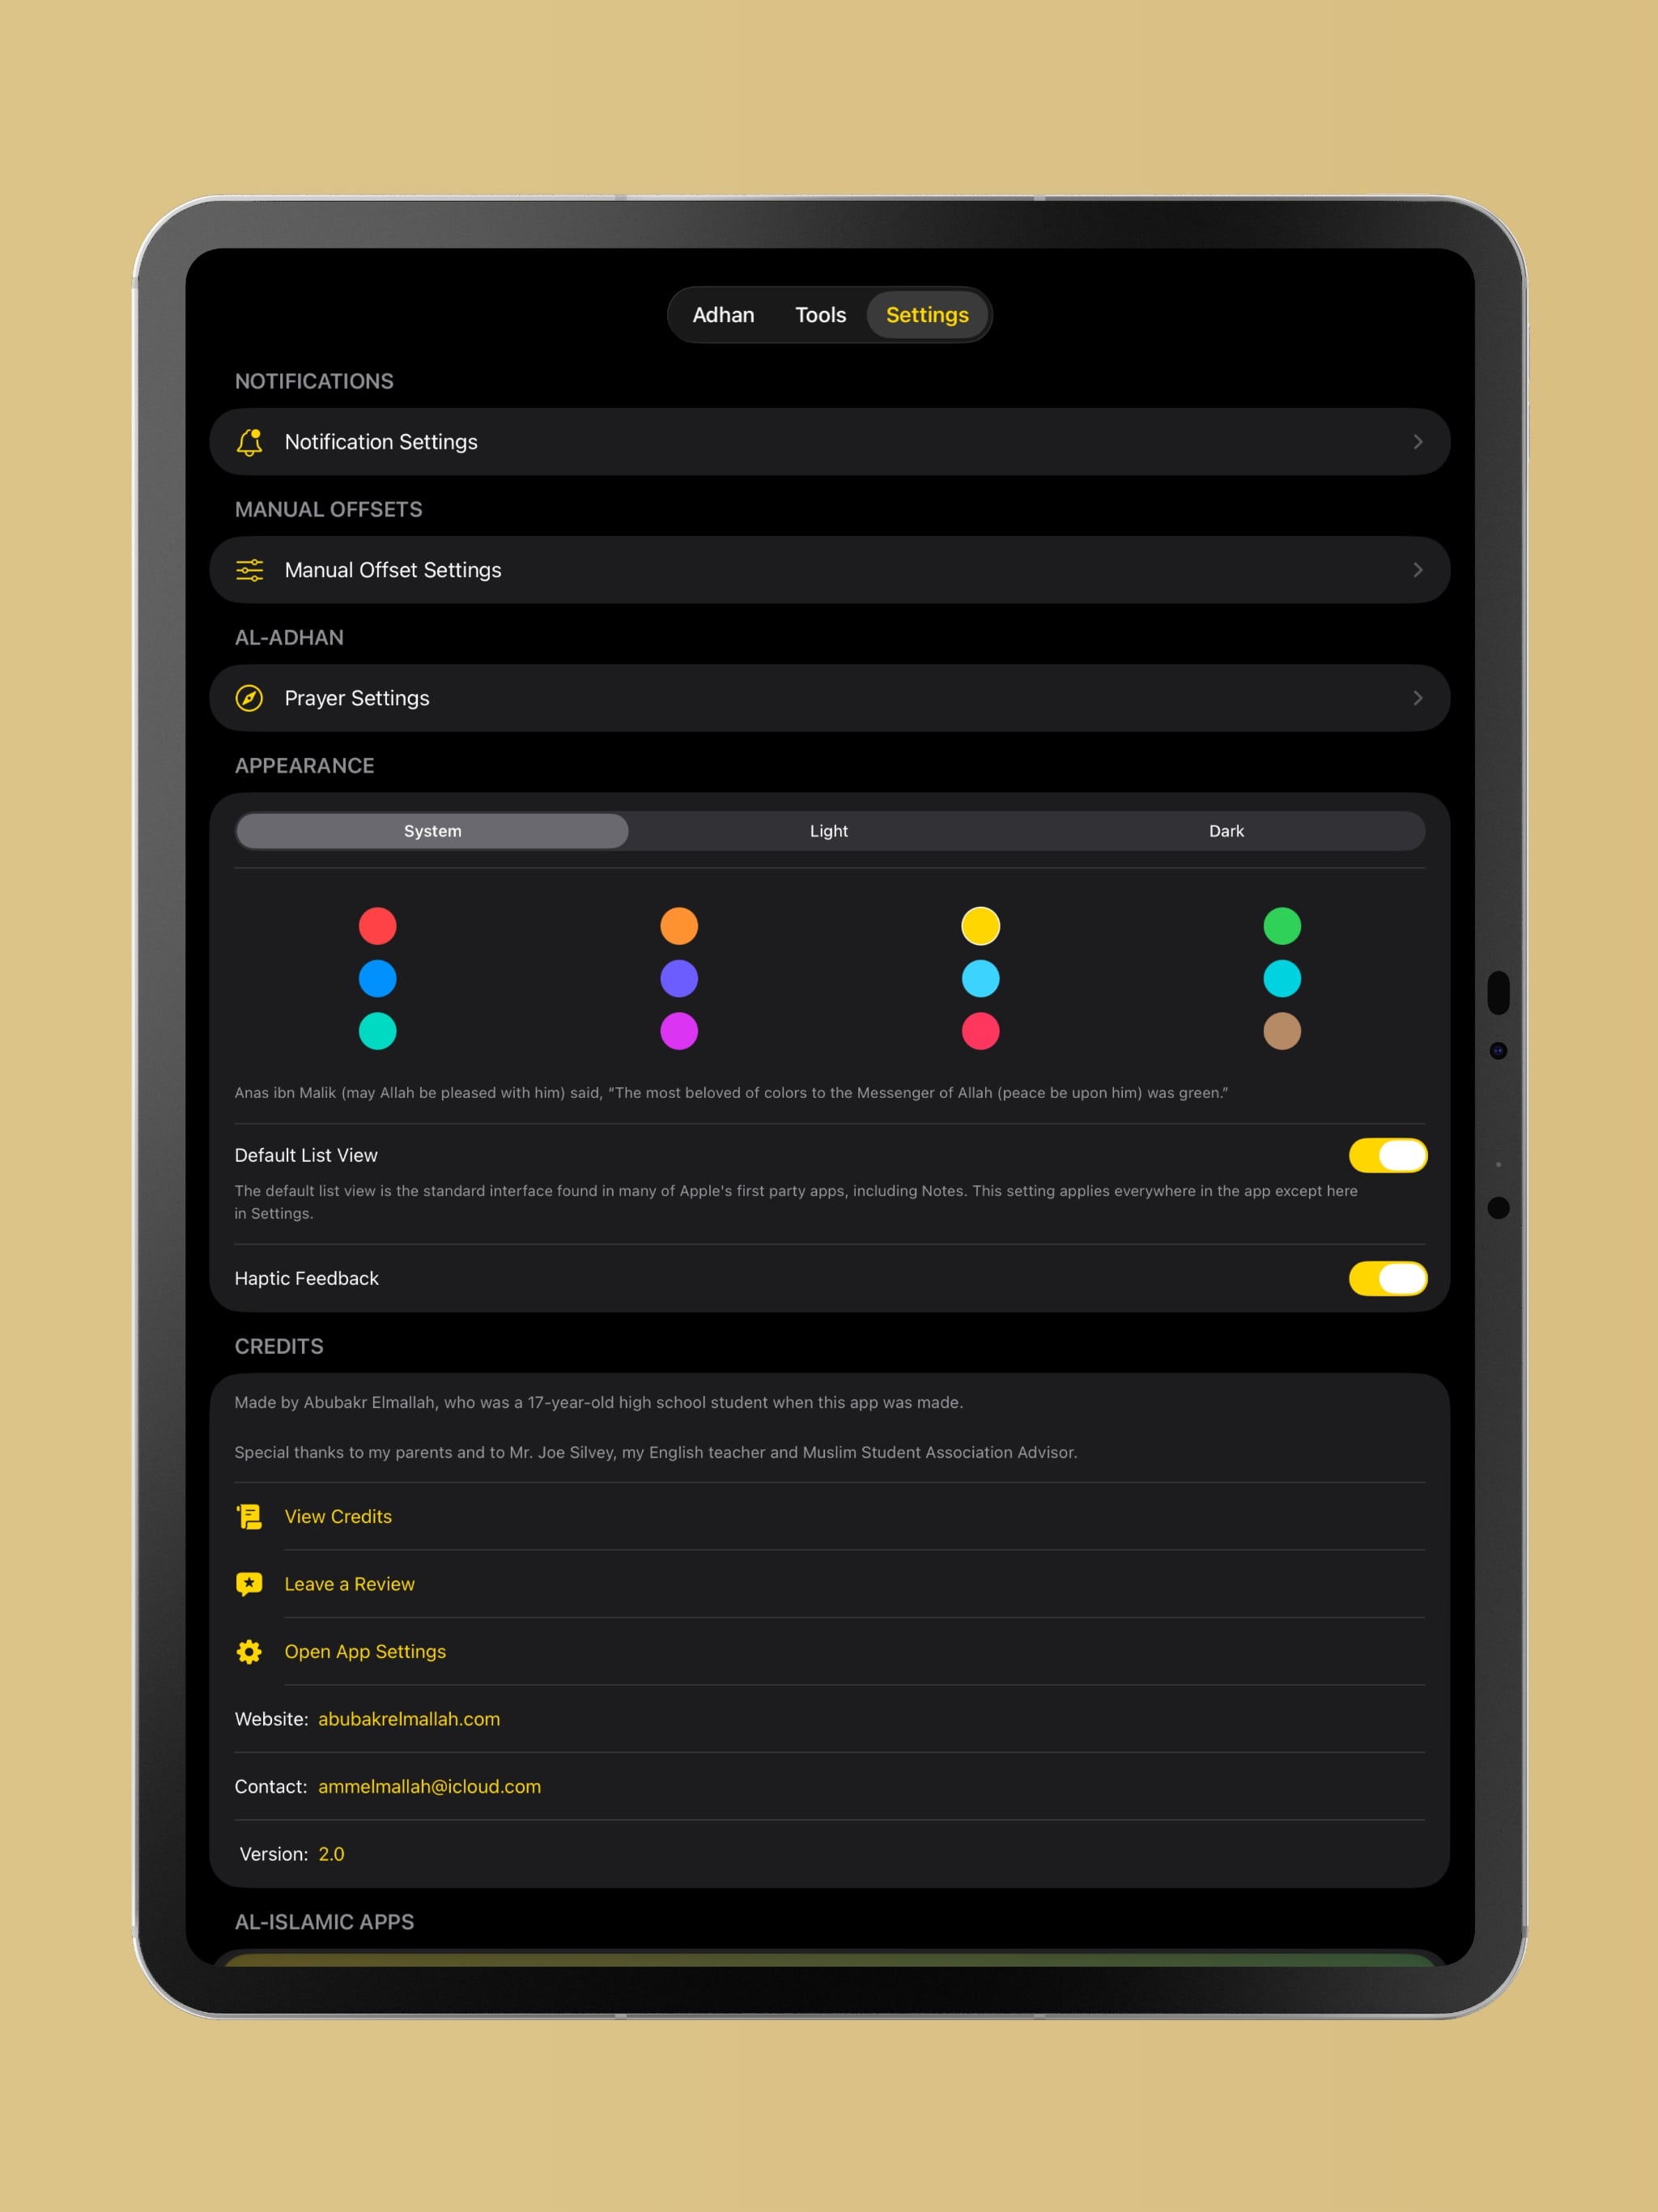 Adhan Tools Settings
NOTIFICATIONS
Notification Settings
MANUAL OFFSETS
Manual Offset Settings
AL-ADHAN
Prayer Settings
APPEARANCE
System Light Dark
Anas ibn Malik (may Allah be pleased with him) said, “The most beloved of colors to the Messenger of Allah (peace be upon him) was green.”
Default List View
The default list view is the standard interface found in many of Apple's first party apps, including Notes. This setting applies everywhere in the app except here
in Settings.
Haptic Feedback
CREDITS
Made by Abubakr Elmallah, who was a 17-year-old high school student when this app was made.
Special thanks to my parents and to Mr. Joe Silvey, my English teacher and Muslim Student Association Advisor.
View Credits
Leave a Review
Open App Settings
Website: abubakrelmallah.com
Contact: ammelmallah@icloud.com
Version: 2.0
AL-ISLAMIC APPS